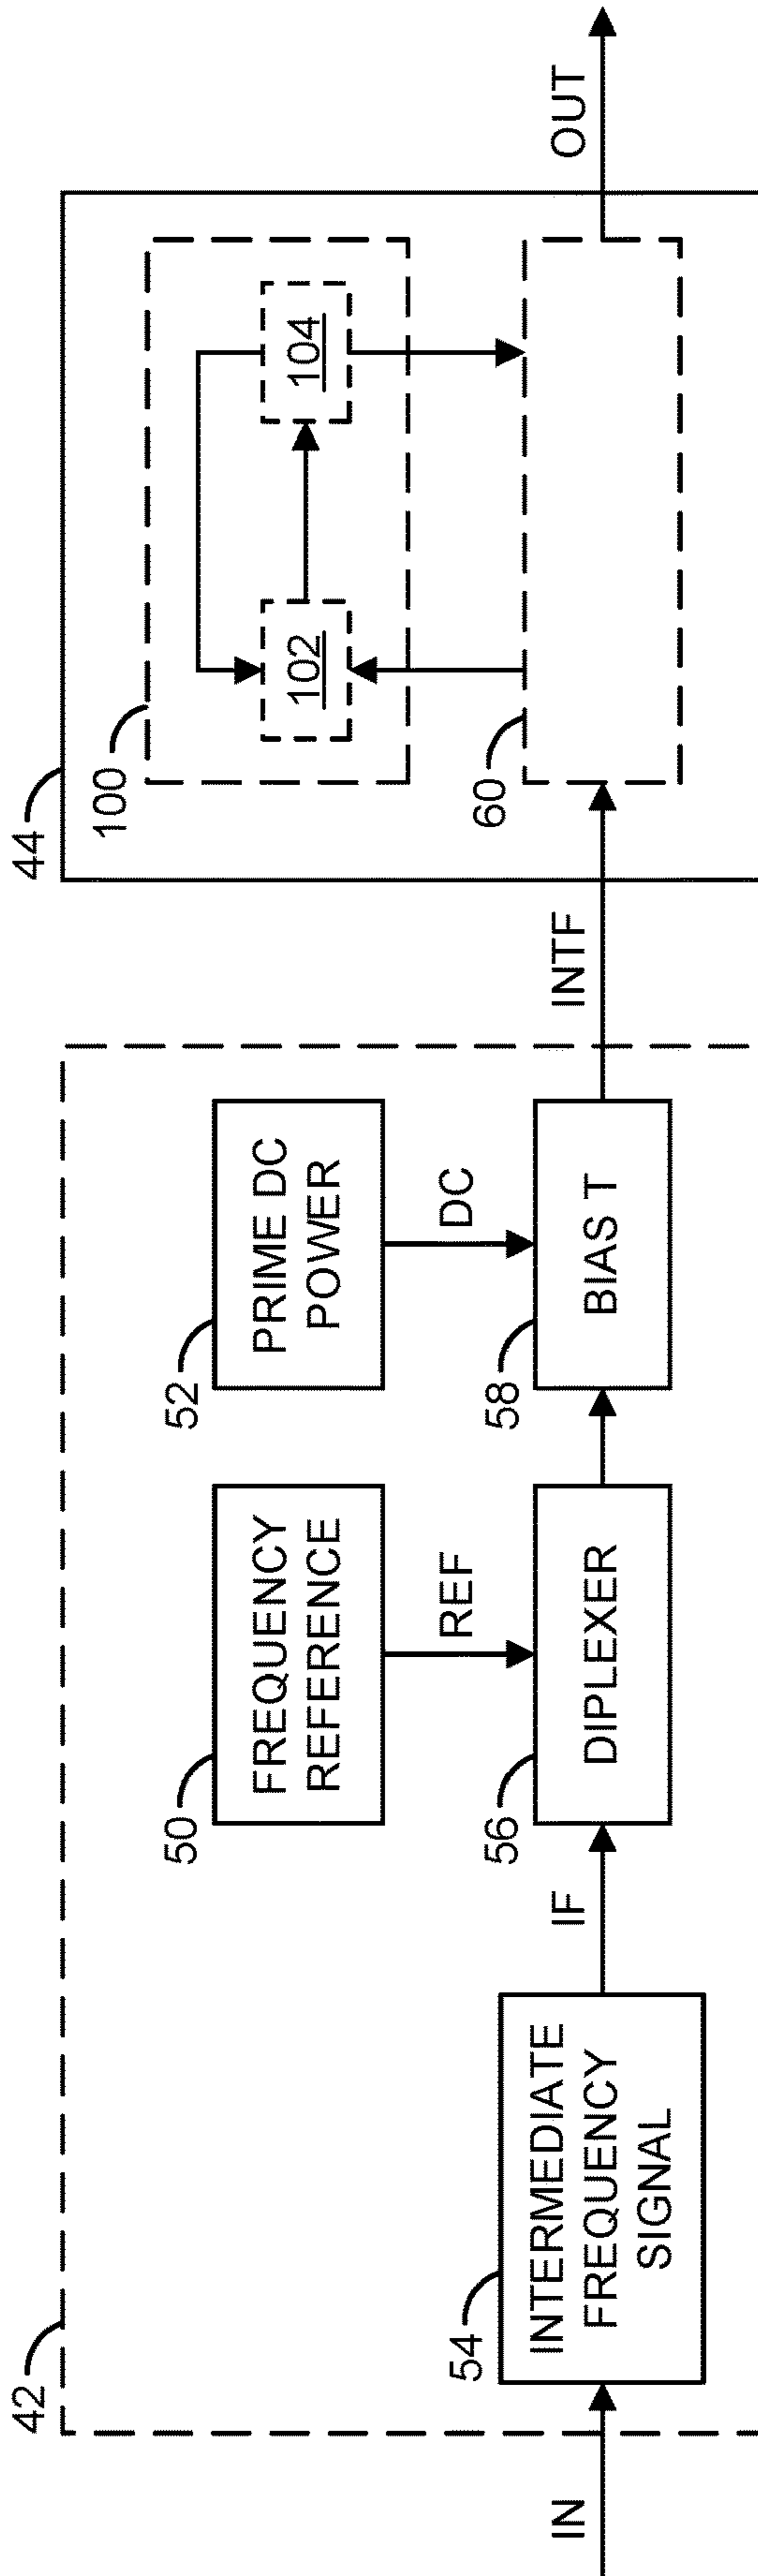 42
44
50
FREQUENCY
REFERENCE
52
PRIME DC
POWER
100
102
104
REF
DC
IN
54
INTERMEDIATE
FREQUENCY
SIGNAL
IF
56
DIPLEXER
58
BIAS T
INTF
60
OUT